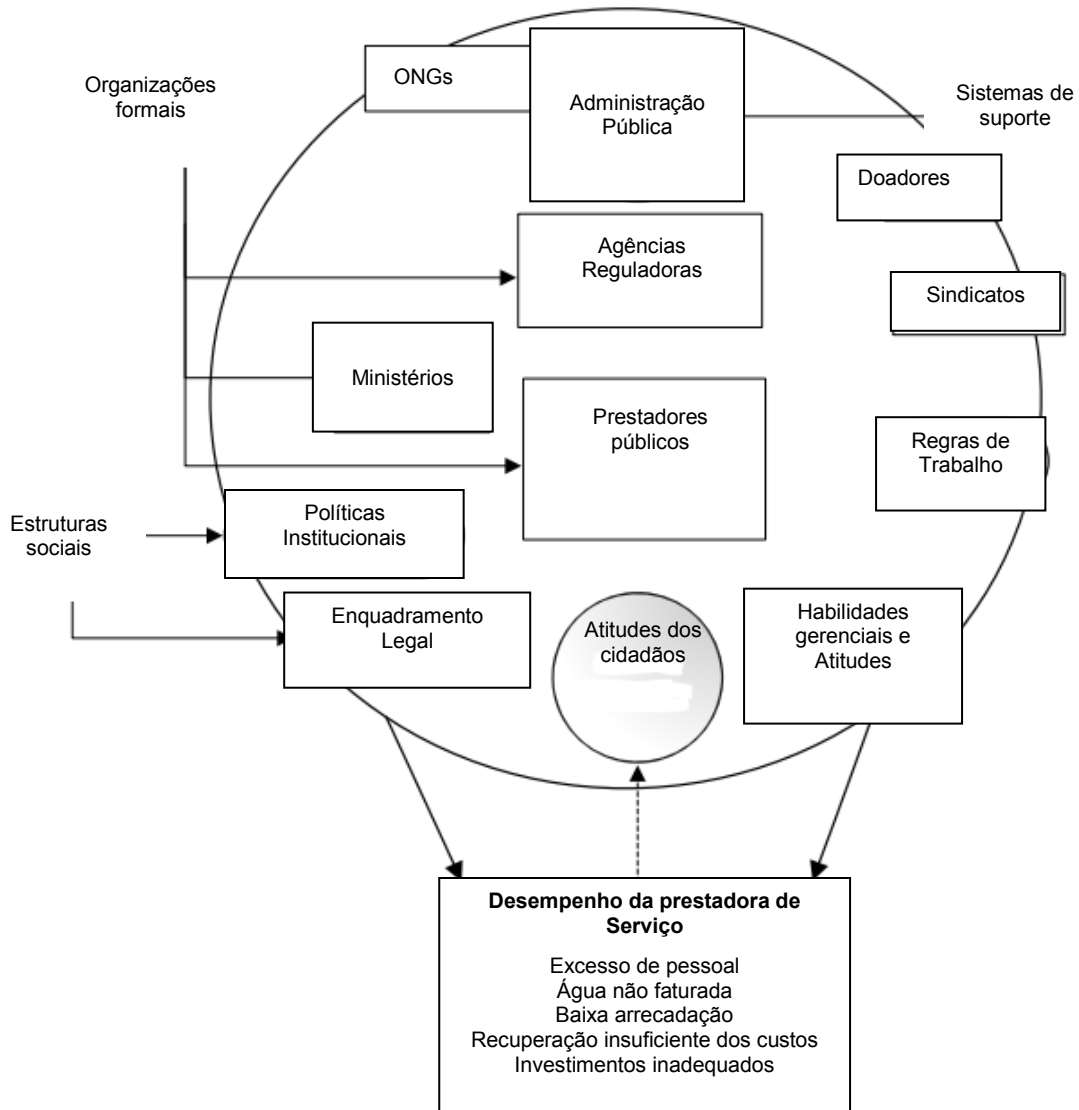 ONGs
Organizações
formais
Administração
Pública
Sistemas de
suporte
Doadores
Agências
Reguladoras
Sindicatos
Ministérios
Prestadores
públicos
Regras de
Trabalho
Políticas
Institucionais
Estruturas
sociais
Enquadramento
Legal
Atitudes dos
cidadãos
Habilidades
gerenciais e
Atitudes
Desempenho da prestadora de
Serviço
Excesso de pessoal
Água não faturada
Baixa arrecadação
Recuperação insuficiente dos custos
Investimentos inadequados